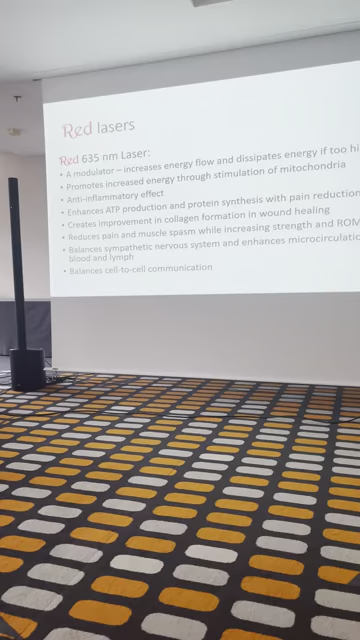 Red lasers
Red 635 nm Laser:
• A modulator – increases energy flow and dissipates energy if too hi
• Promotes increased energy through stimulation of mitochondria
• Anti-inflammatory effect
• Enhances ATP production and protein synthesis with pain reduction
• Creates improvement in collagen formation in wound healing
• Reduces pain and muscle spasm while increasing strength and ROM
• Balances sympathetic nervous system and enhances microcirculatio
blood and lymph
• Balances cell-to-cell communication